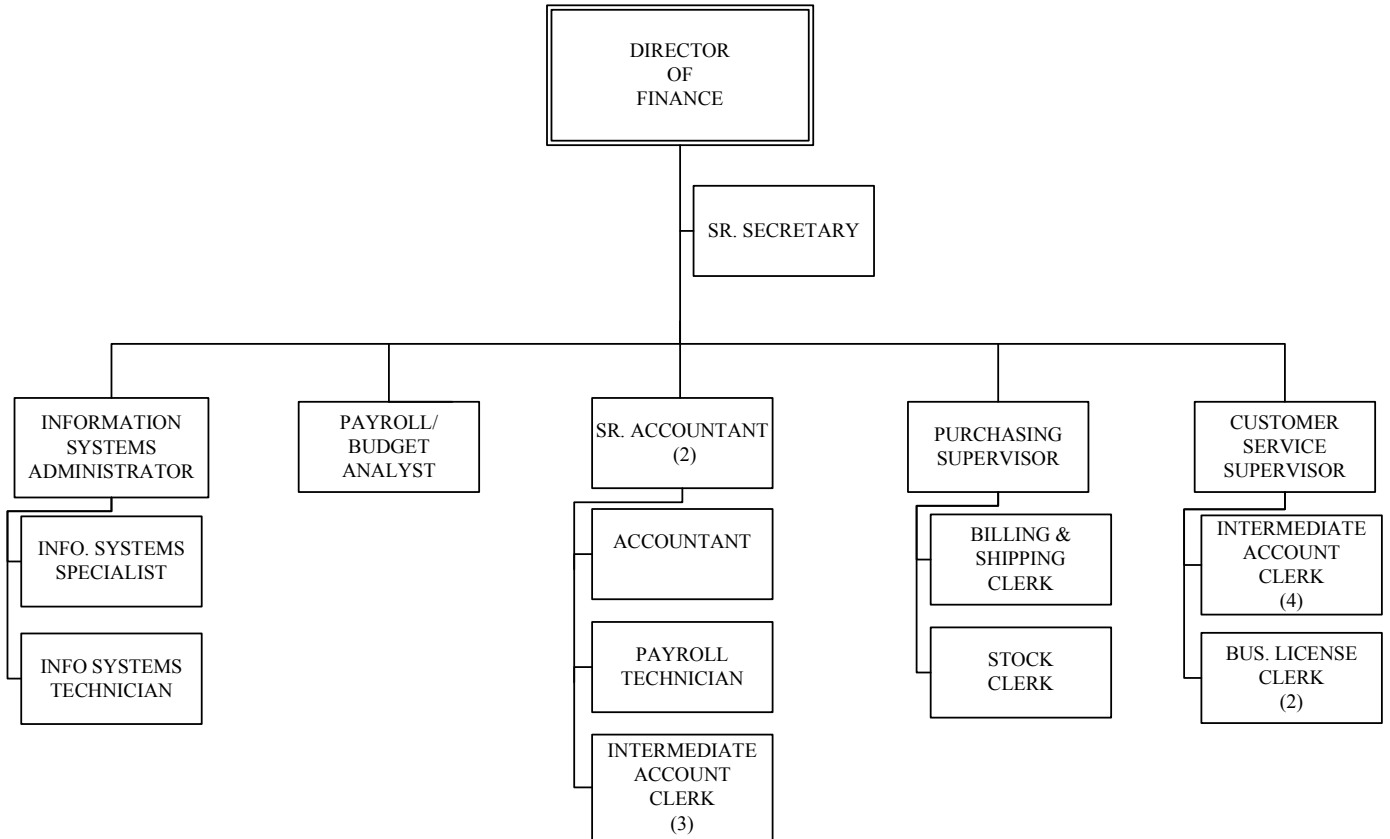 DIRECTOR
OF
FINANCE
SR. SECRETARY
INFORMATION
SYSTEMS
ADMINISTRATOR
PAYROLL/
BUDGET
ANALYST
SR. ACCOUNTANT
(2)
PURCHASING
SUPERVISOR
CUSTOMER
SERVICE
SUPERVISOR
INFO. SYSTEMS
SPECIALIST
ACCOUNTANT
BILLING &
SHIPPING
CLERK
INTERMEDIATE
ACCOUNT
CLERK
(4)
INFO SYSTEMS
TECHNICIAN
PAYROLL
TECHNICIAN
STOCK
CLERK
BUS. LICENSE
CLERK
(2)
INTERMEDIATE
ACCOUNT
CLERK
(3)